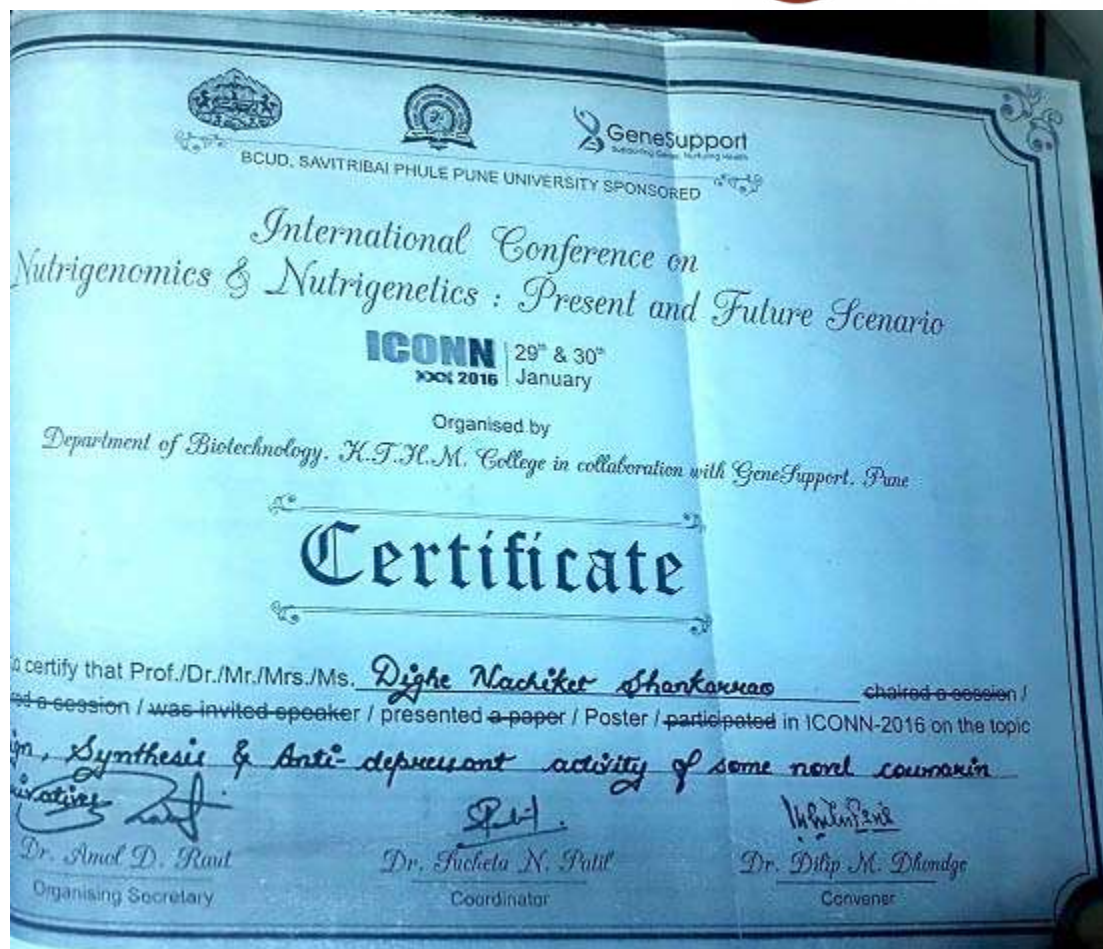 GeneSupport
BCUD, SAVITRIBAI PHULE PUNE UNIVERSITY SPONSORED
International Conference on
Nutrigenomics & Nutrigenetics : Present and Future Scenario
ICONN 2016 29th & 30th January
Organised by
Department of Biotechnology, K.T.H.M. College in collaboration with GeneSupport, Pune
Certificate
certify that Prof./Dr./Mr./Mrs./Ms. Dighe Nachiket Shankarrao chaired a session /
a session / was invited speaker / presented a paper / Poster / participated in ICONN-2016 on the topic
Synthesis & Anti-depressant activity of some novel coumarin
Dr. Amol D. Raut Dr. Sucheta N. Patil Dr. Dilip M. Dhondge
Organising Secretary Coordinator Convener